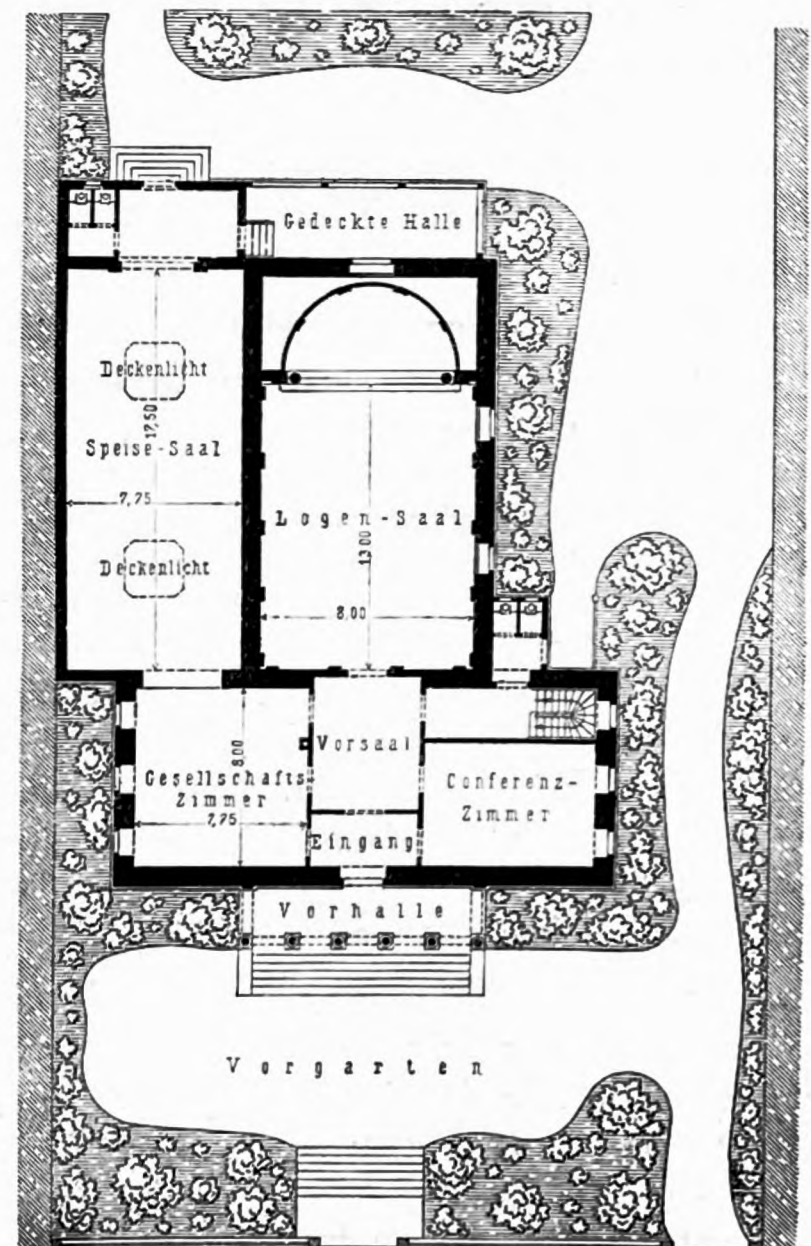 Gedeckte Halle
Deckenlicht
17,50
Speise-Saal
7,75
Logen-Saal
13,00
Deckenlicht
8,00
Vorsaal
8,00
Gesellschafts
Zimmer
7,75
Conferenz-
Zimmer
Eingang
Vorhalle
Vorgarten